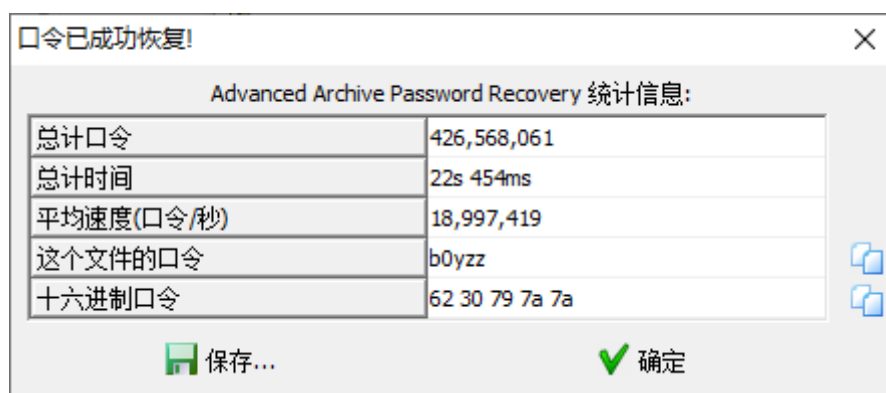 口令已成功恢复!
Advanced Archive Password Recovery 统计信息:
总计口令 426,568,061
总计时间 22s 454ms
平均速度(口令/秒) 18,997,419
这个文件的口令 b0yzz
十六进制口令 62 30 79 7a 7a
保存... 确定